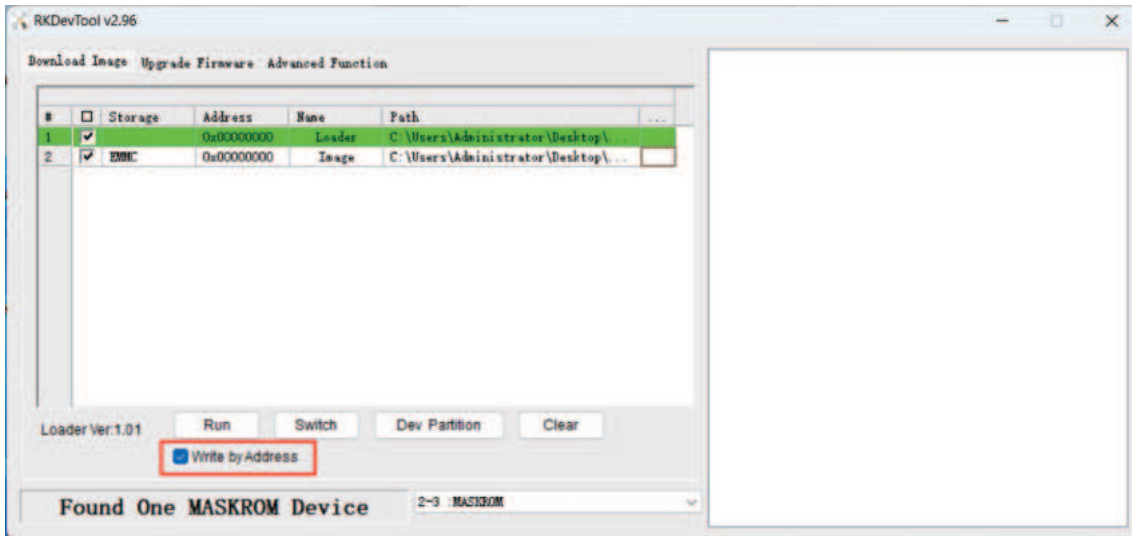 RKDevTool v2.96
Download Image Upgrade Firmware Advanced Function
# Storage Address Name Path ...
1 0x00000000 Loader C:\Users\Administrator\Desktop\...
2 EMMC 0x00000000 Image C:\Users\Administrator\Desktop\...
Loader Ver:1.01 Run Switch Dev Partition Clear
Write by Address
Found One MASKROM Device 2-3 :MASKROM